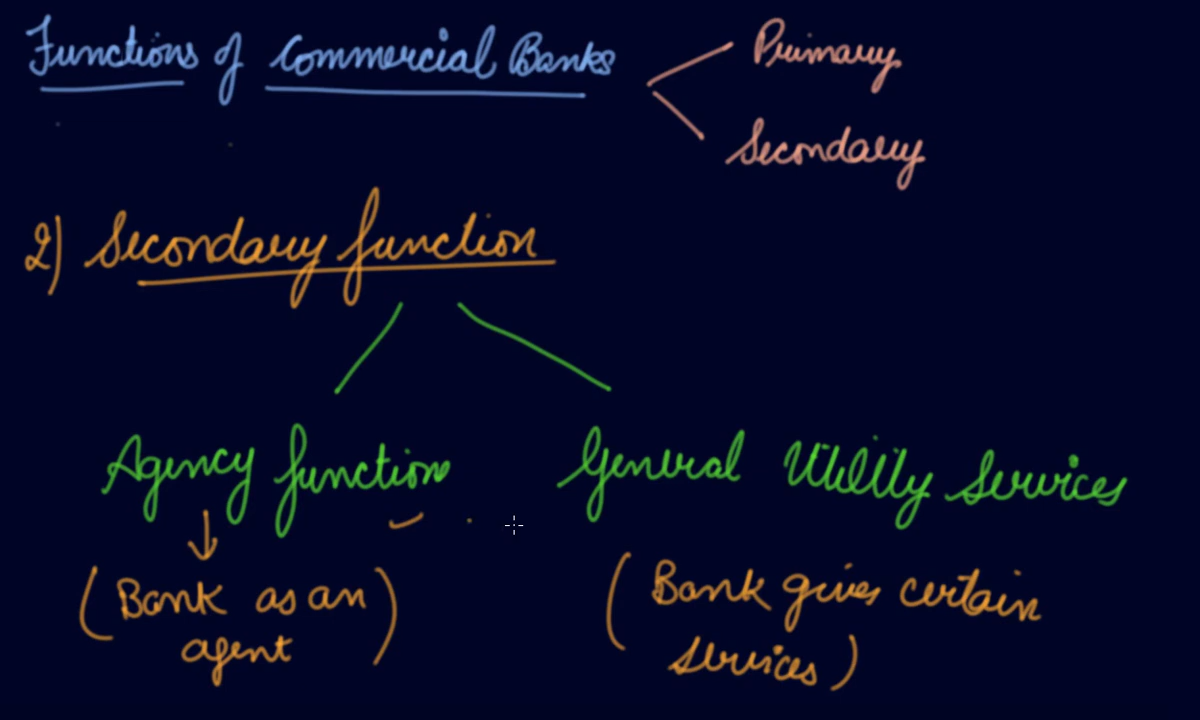 Functions of Commercial Banks
Primary
Secondary
2) Secondary function
Agency function
General Utility Services
(Bank as an
agent)
(Bank gives certain
services)